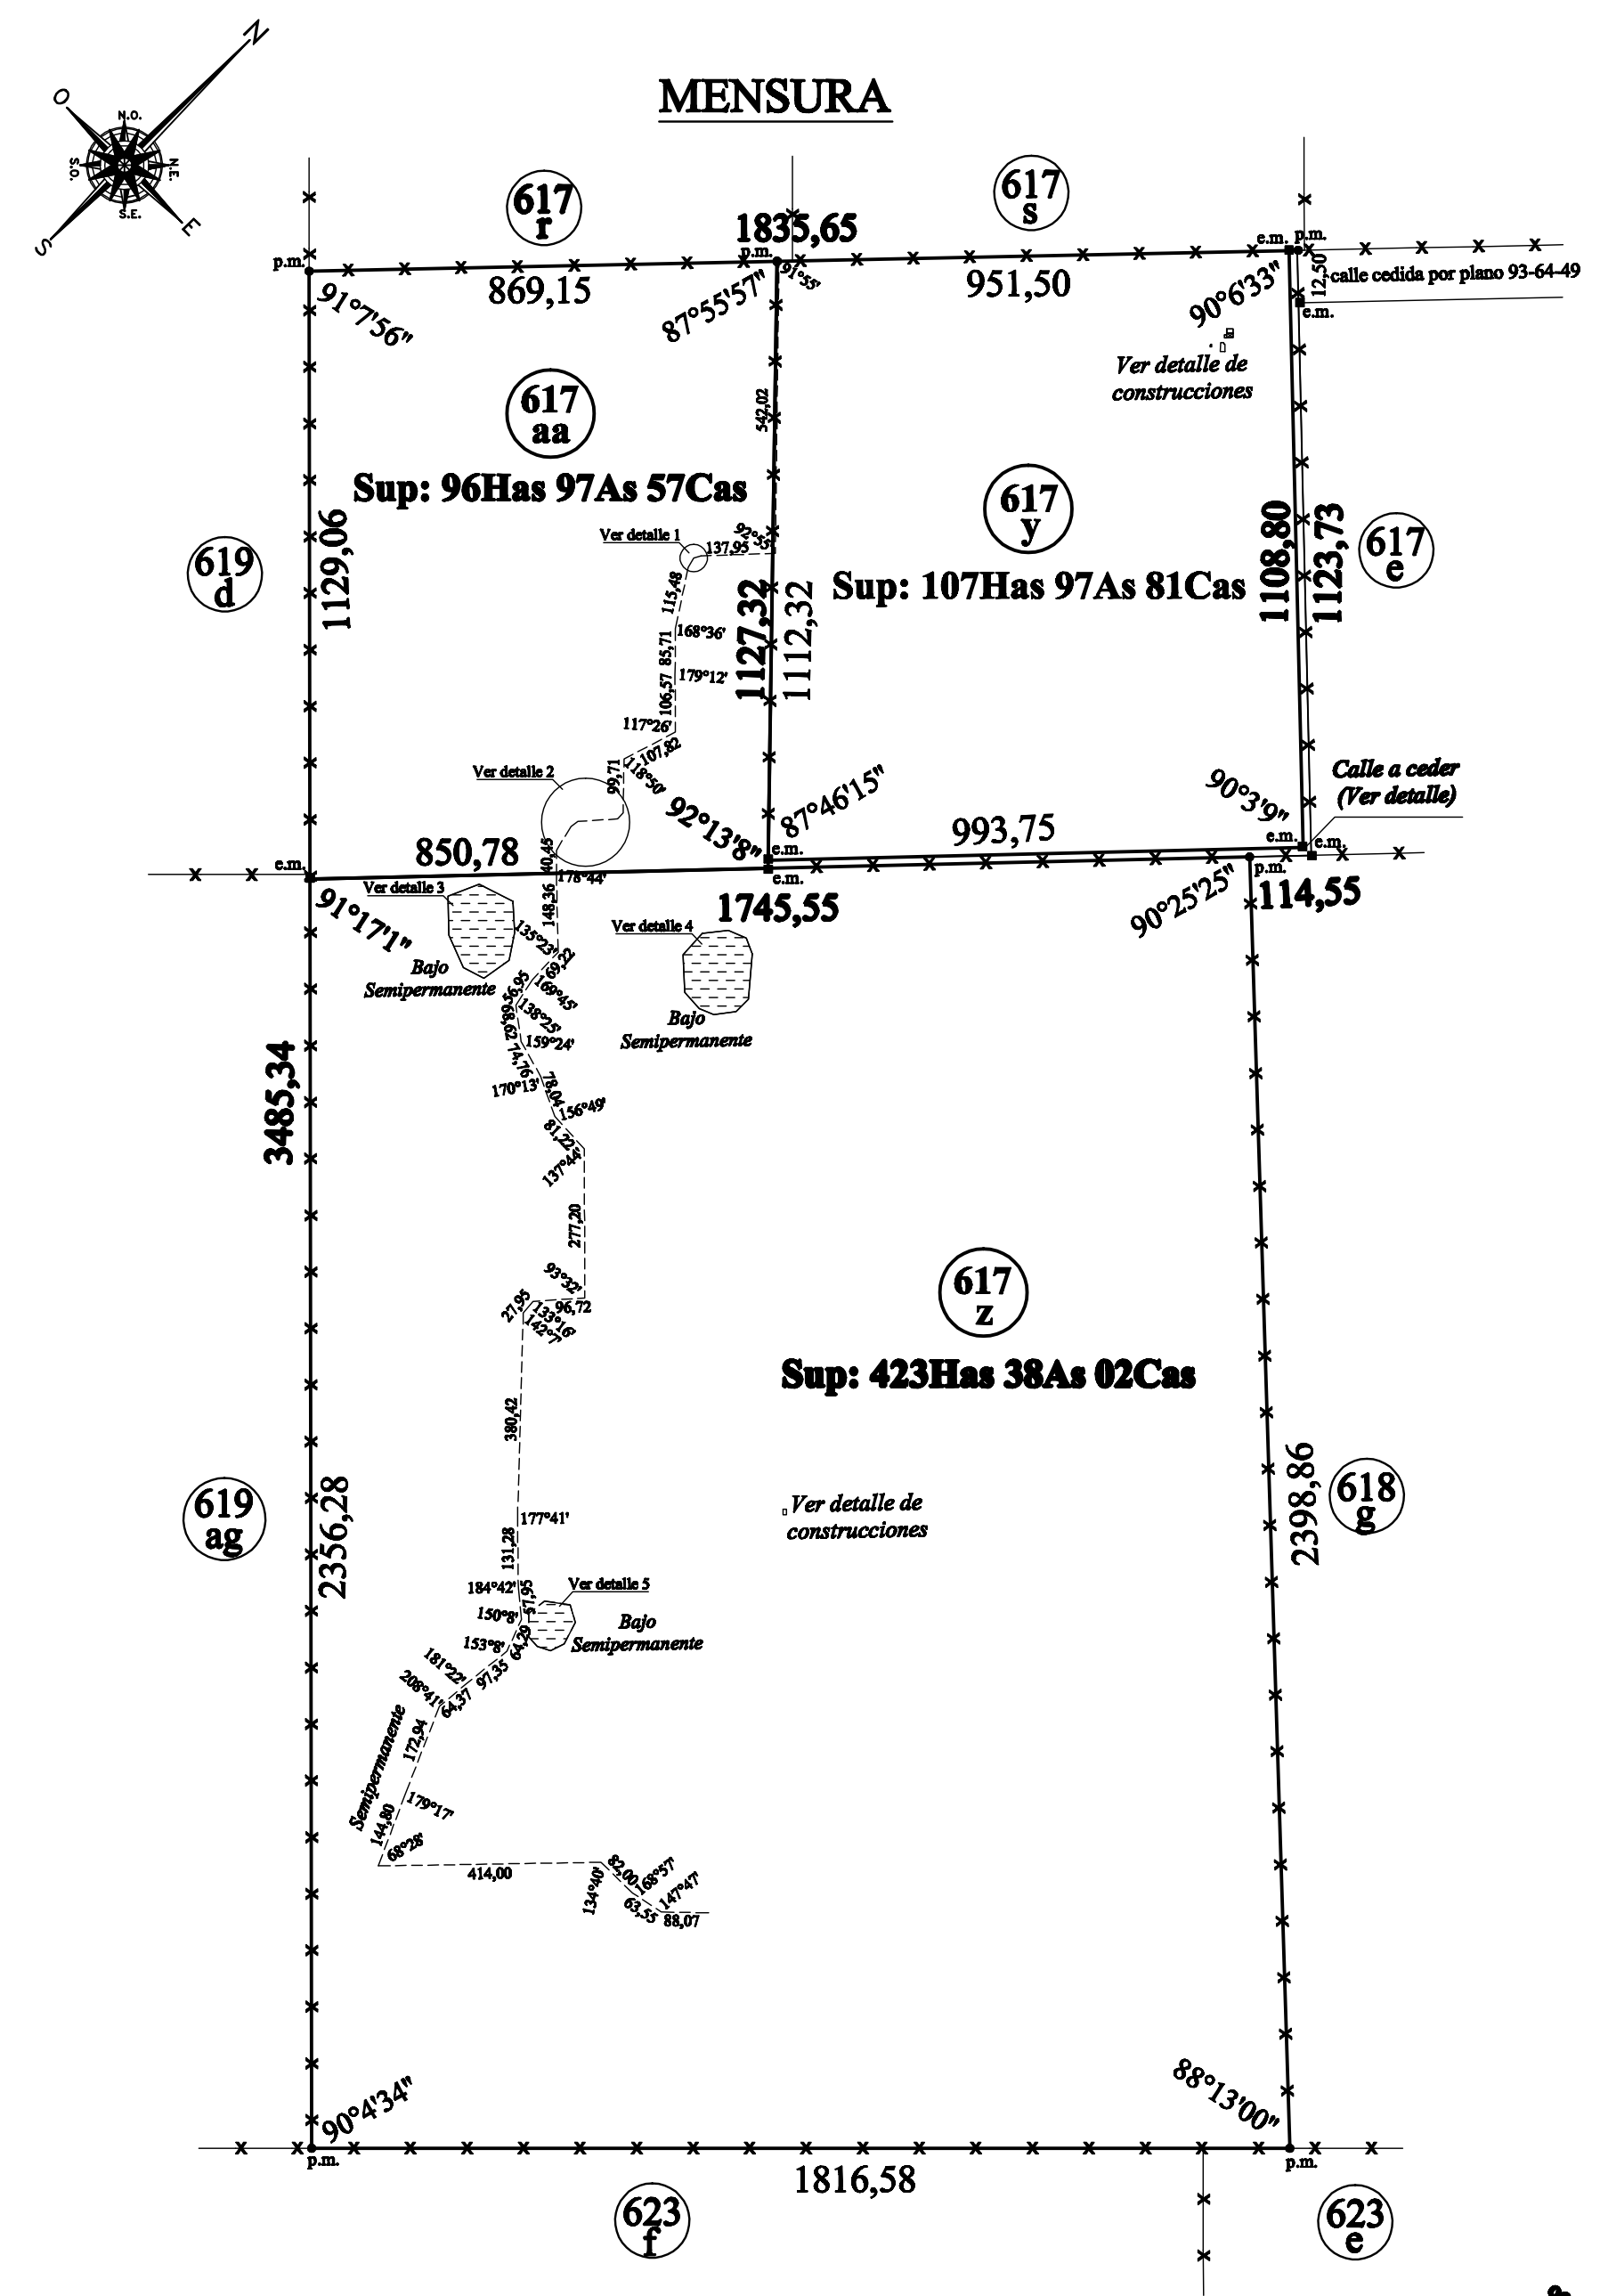 N
O
N.O.
S.O.
N.E.
S.E.
S
E
MENSURA
617
r
617
s
1835,65
p.m.
p.m.
e.m.
p.m.
869,15
951,50
91°7'56"
87°55'57"
91°55'
90°6'33"
12,50
calle cedida por plano 93-64-49
e.m.
Ver detalle de
construcciones
617
aa
Sup: 96Has 97As 57Cas
542,02
617
y
Sup: 107Has 97As 81Cas
619
d
1129,06
Ver detalle 1
92°55'
137,95
115,48
168°36'
85,71
179°12'
106,57
117°26'
107,82
118°50'
99,71
1127,32
1112,32
1108,80
1123,73
617
e
Ver detalle 2
92°13'8"
87°46'15"
90°3'9"
Calle a ceder
(Ver detalle)
850,78
993,75
e.m.
e.m.
e.m.
e.m.
e.m.
p.m.
40,45
178°44'
148,36
1745,55
114,55
90°25'25"
91°17'1"
Ver detalle 3
Bajo
Semipermanente
Ver detalle 4
Bajo
Semipermanente
135°23'
69,22
169°45'
56,95
138°25'
159°24'
74,76
170°13'
78,04
156°49'
81,22
137°44'
277,20
93°32'
96,72
27,95
133°16'
142°7'
3485,34
617
z
Sup: 423Has 38As 02Cas
380,42
177°41'
131,28
Ver detalle de
construcciones
619
ag
2356,28
2398,86
618
g
184°42'
150°8'
Ver detalle 5
Bajo
Semipermanente
64,29
153°8'
97,35
181°22'
64,37
208°41'
172,94
Semipermanente
179°17'
144,80
68°28'
414,00
134°40'
82,00
168°57'
63,55
147°47'
88,07
90°4'34"
88°13'00"
p.m.
p.m.
1816,58
623
f
623
e